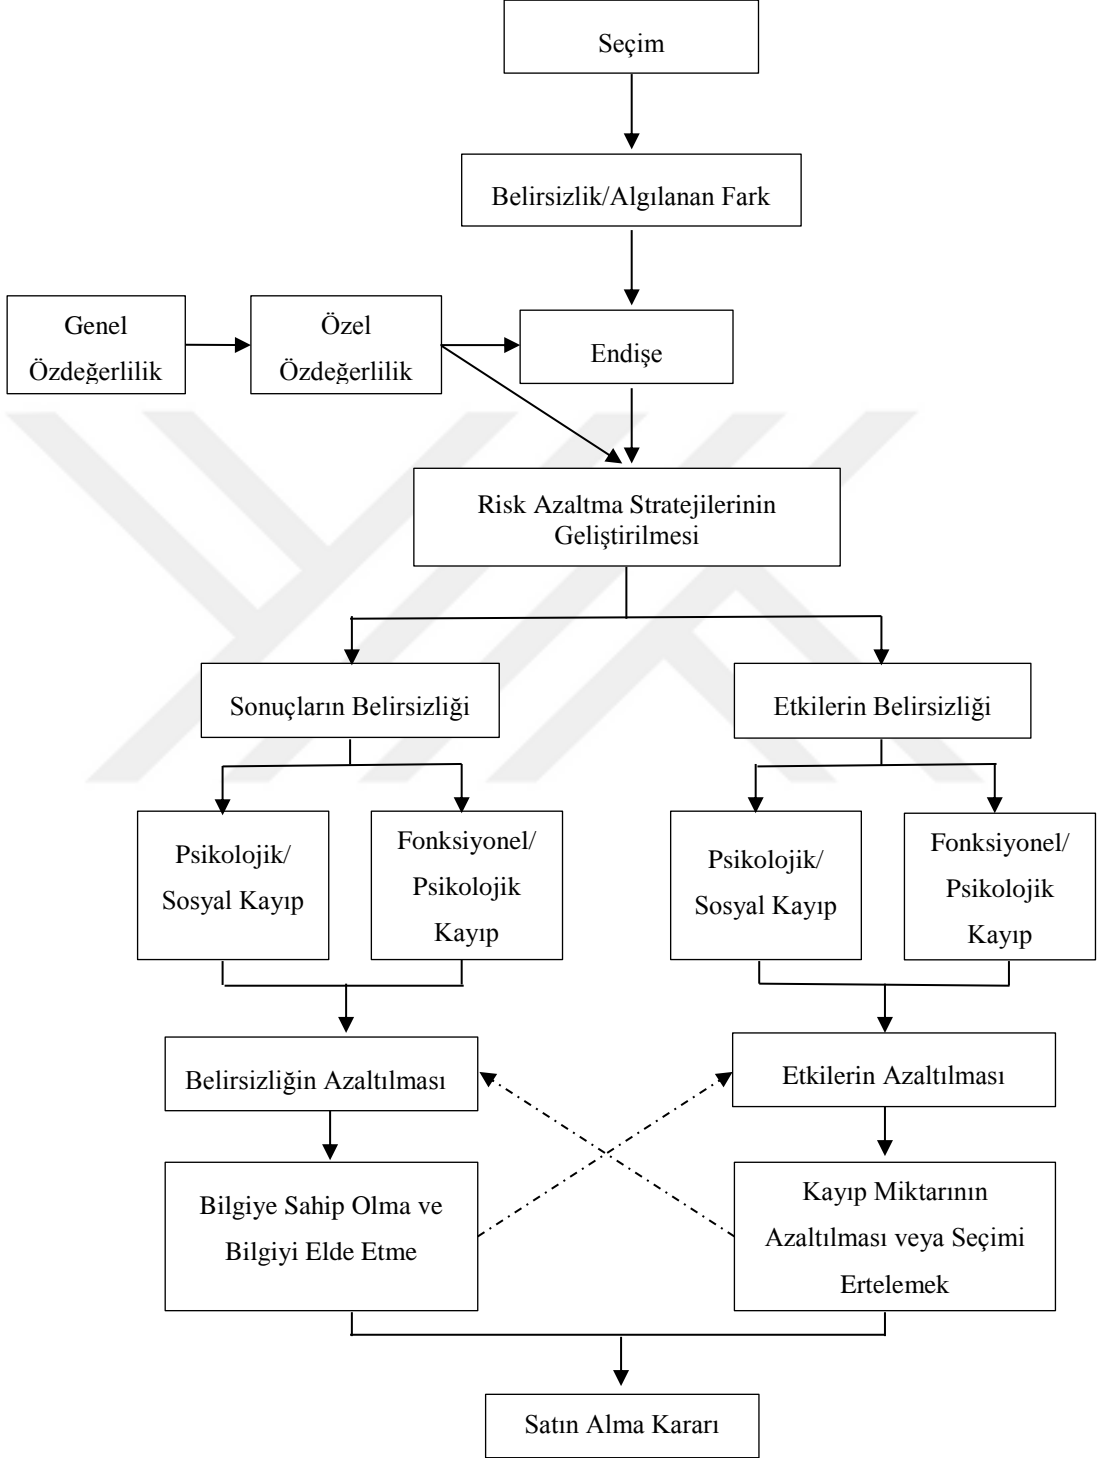 Seçim
Belirsizlik/Algılanan Fark
Genel
Özdeğerlilik
Özel
Özdeğerlilik
Endişe
Risk Azaltma Stratejilerinin
Geliştirilmesi
Sonuçların Belirsizliği
Etkilerin Belirsizliği
Psikolojik/
Sosyal Kayıp
Fonksiyonel/
Psikolojik
Kayıp
Psikolojik/
Sosyal Kayıp
Fonksiyonel/
Psikolojik
Kayıp
Belirsizliğin Azaltılması
Etkilerin Azaltılması
Bilgiye Sahip Olma ve
Bilgiyi Elde Etme
Kayıp Miktarının
Azaltılması veya Seçimi
Ertelemek
Satın Alma Kararı